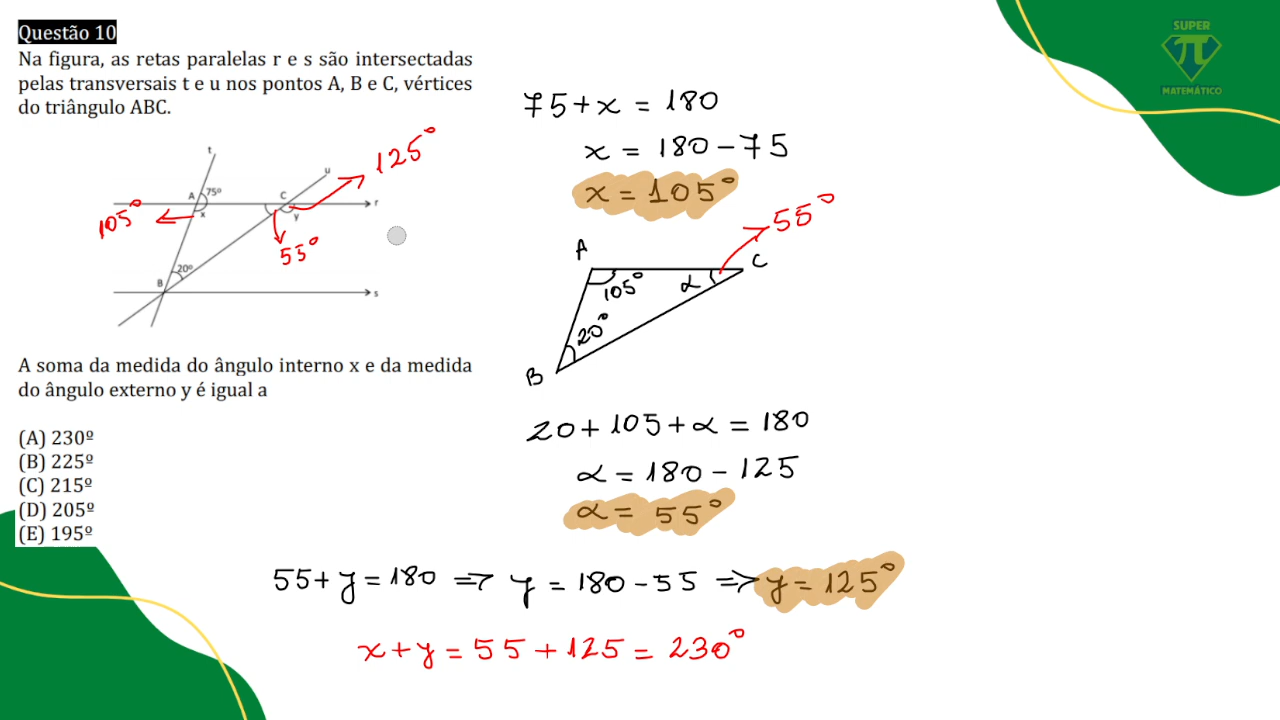 Questão 10
Na figura, as retas paralelas r e s são intersectadas
pelas transversais t e u nos pontos A, B e C, vértices
do triângulo ABC.
t
u
125°
A
75º
C
r
105°
x
y
55°
20º
B
s
A soma da medida do ângulo interno x e da medida
do ângulo externo y é igual a
(A) 230º
(B) 225º
(C) 215º
(D) 205º
(E) 195º
75+x = 180
x = 180-75
x = 105°
55°
A
C
105°
α
20°
B
20+105+α = 180
α = 180-125
α = 55°
55+y=180 => y = 180-55 => y=125°
x+y = 55+125 = 230°
SUPER
π
MATEMÁTICO